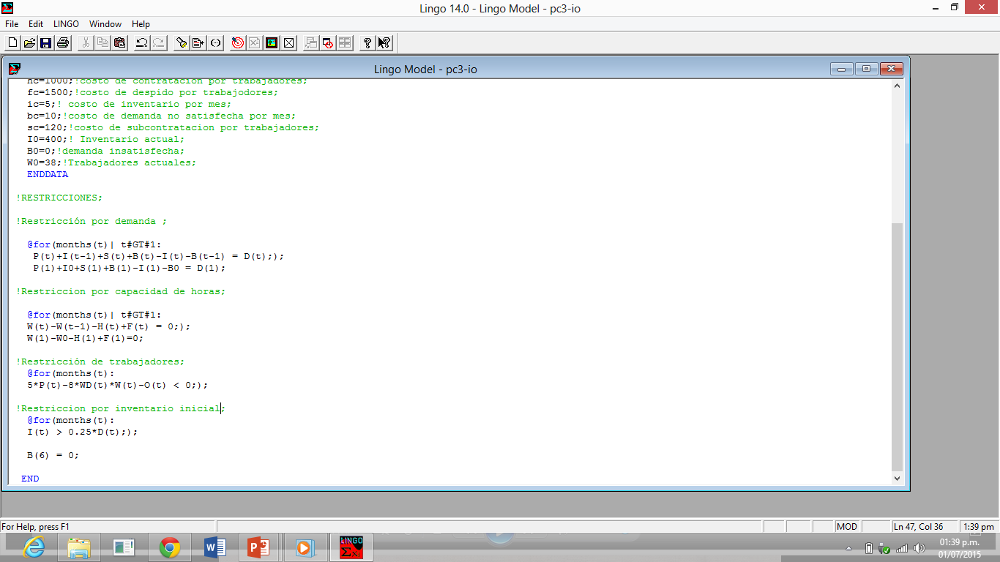 Lingo 14.0 - Lingo Model - pc3-io
File Edit LINGO Window Help
Lingo Model - pc3-io
hc=1000;!costo de contratacion por trabajadores;
fc=1500;!costo de despido por trabajodores;
ic=5;! costo de inventario por mes;
bc=10;!costo de demanda no satisfecha por mes;
sc=120;!costo de subcontratacion por trabajadores;
I0=400;! Inventario actual;
B0=0;!demanda insatisfecha;
W0=38;!Trabajadores actuales;
ENDDATA
!RESTRICCIONES;
!Restricción por demanda ;
@for(months(t)| t#GT#1:
P(t)+I(t-1)+S(t)+B(t)-I(t)-B(t-1) = D(t););
P(1)+I0+S(1)+B(1)-I(1)-B0 = D(1);
!Restriccion por capacidad de horas;
@for(months(t)| t#GT#1:
W(t)-W(t-1)-H(t)+F(t) = 0;);
W(1)-W0-H(1)+F(1)=0;
!Restricción de trabajadores;
@for(months(t):
5*P(t)-8*WD(t)*W(t)-O(t) < 0;);
!Restriccion por inventario inicial;
@for(months(t):
I(t) > 0.25*D(t););
B(6) = 0;
END
For Help, press F1
MOD
Ln 47, Col 36
1:39 pm
LINGO
01:39 p.m.
01/07/2015